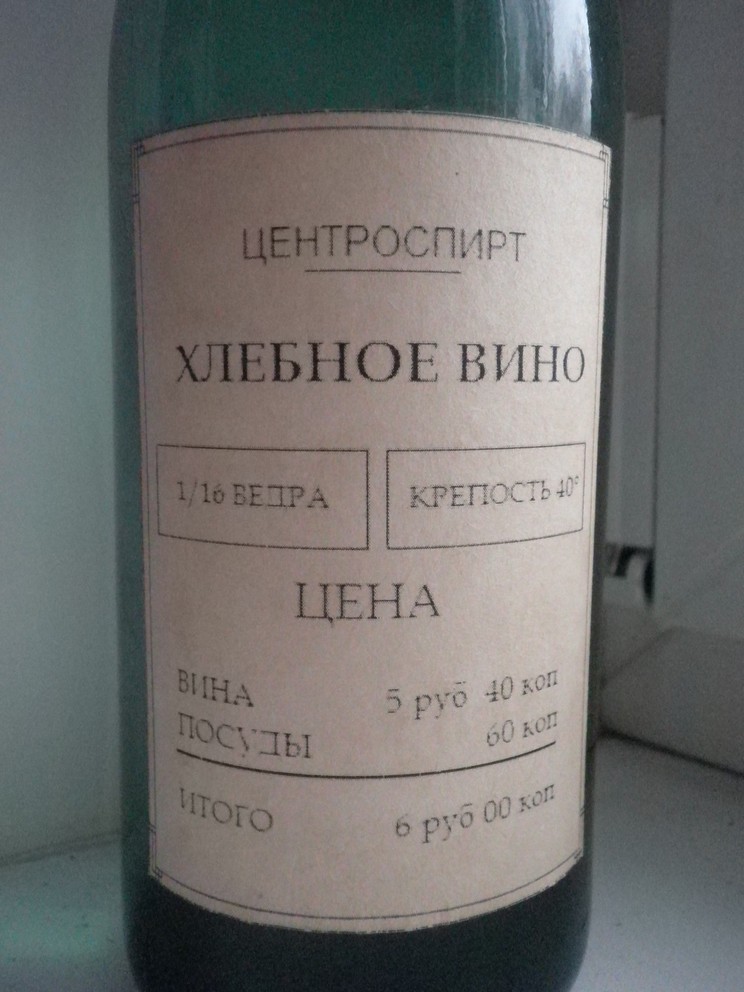 ЦЕНТРОСПИРТ
ХЛЕБНОЕ ВИНО
1/16 ВЕДРА КРЕПОСТЬ 40°
ЦЕНА
ВИНА 5 руб 40 коп
ПОСУДЫ 60 коп
ИТОГО 6 руб 00 коп